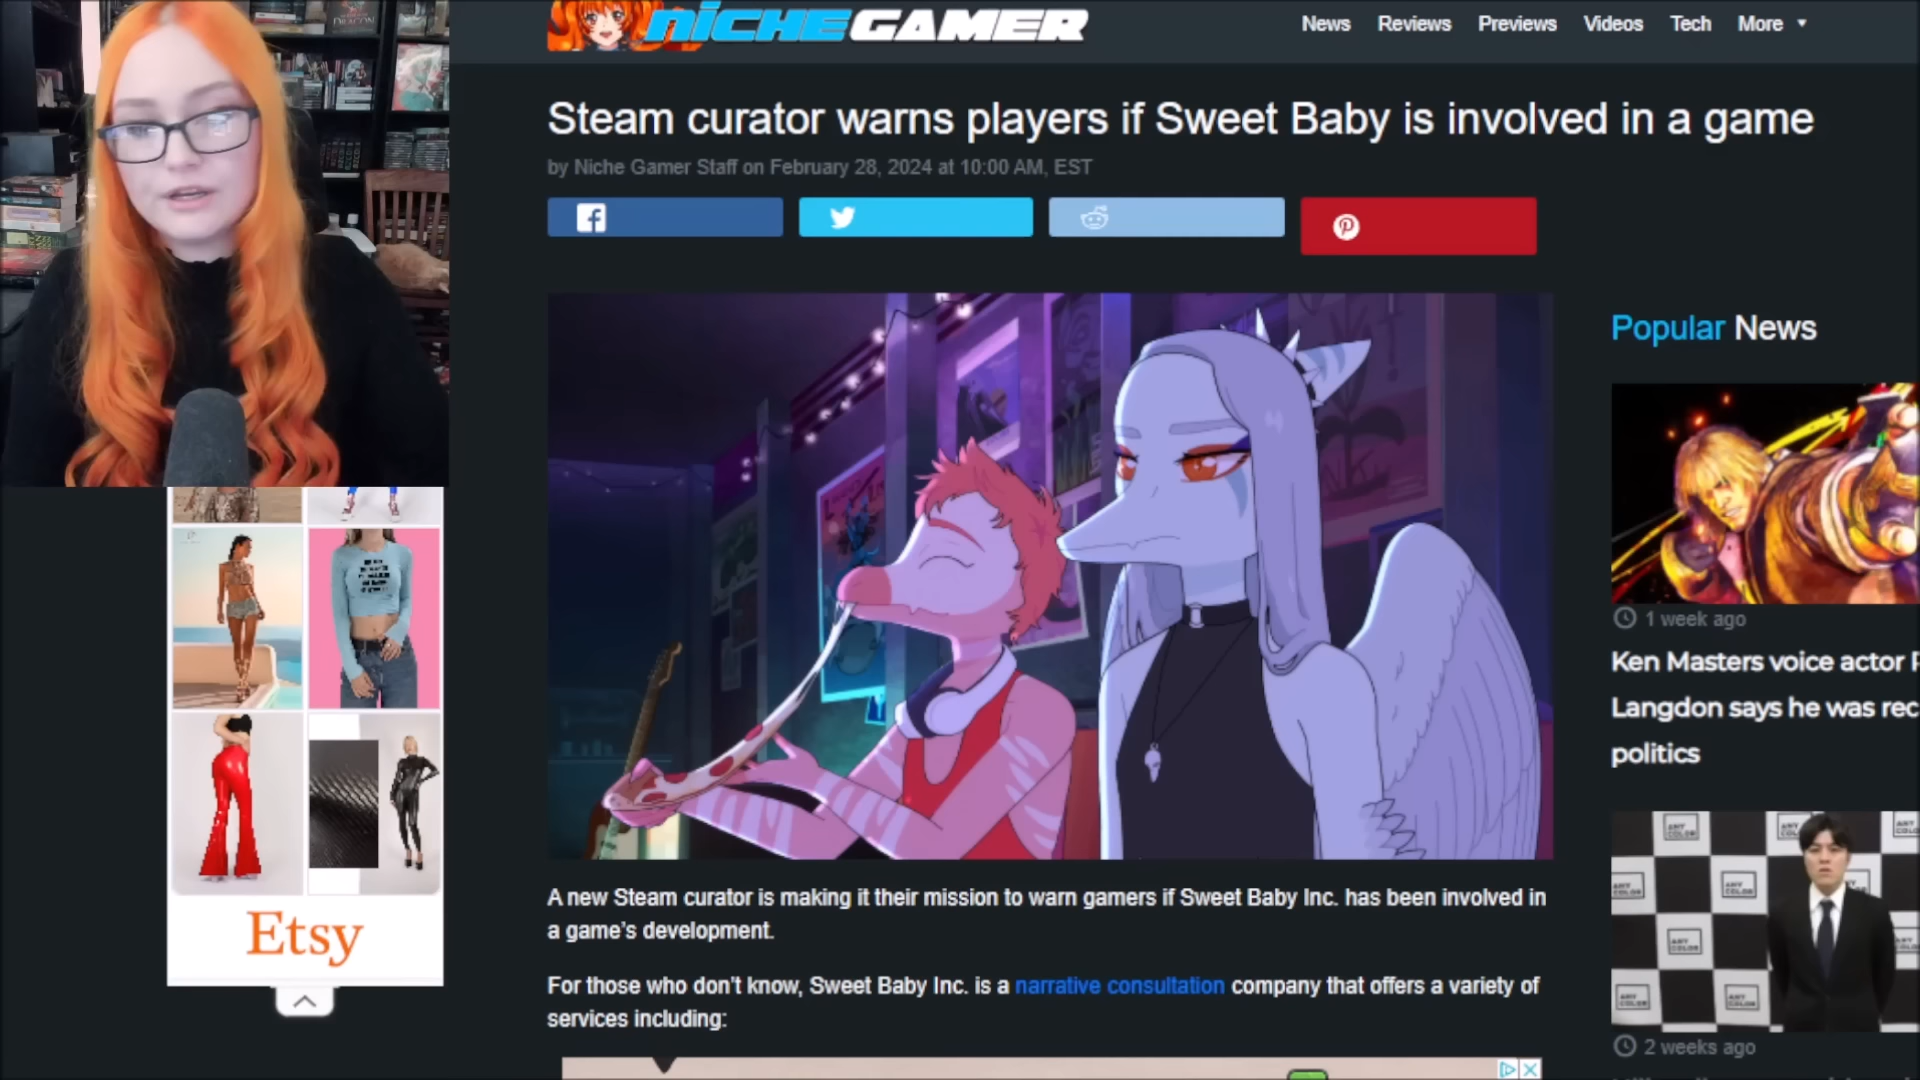 NICHEGAMER
News Reviews Previews Videos Tech More
Steam curator warns players if Sweet Baby is involved in a game
by Niche Gamer Staff on February 28, 2024 at 10:00 AM, EST
Popular News
1 week ago
Ken Masters voice actor
Langdon says he was rec
politics
A new Steam curator is making it their mission to warn gamers if Sweet Baby Inc. has been involved in
a game's development.
For those who don't know, Sweet Baby Inc. is a narrative consultation company that offers a variety of
services including:
Etsy
ANY COLOR
2 weeks ago
DRAGON